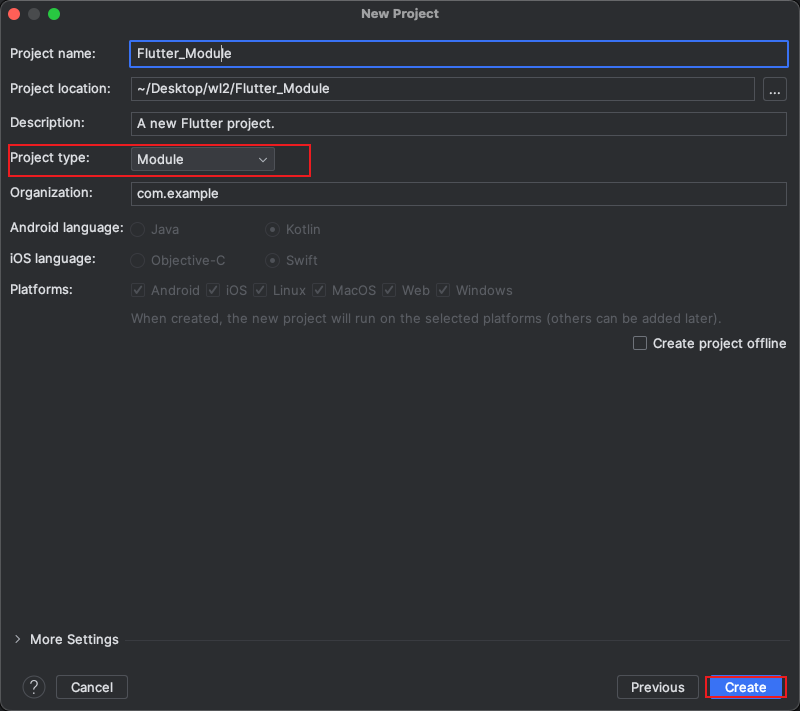 New Project
Project name: Flutter_Module
Project location: ~/Desktop/wl2/Flutter_Module ...
Description: A new Flutter project.
Project type: Module
Organization: com.example
Android language: Java Kotlin
iOS language: Objective-C Swift
Platforms: Android iOS Linux MacOS Web Windows
When created, the new project will run on the selected platforms (others can be added later).
Create project offline
More Settings
? Cancel Previous Create